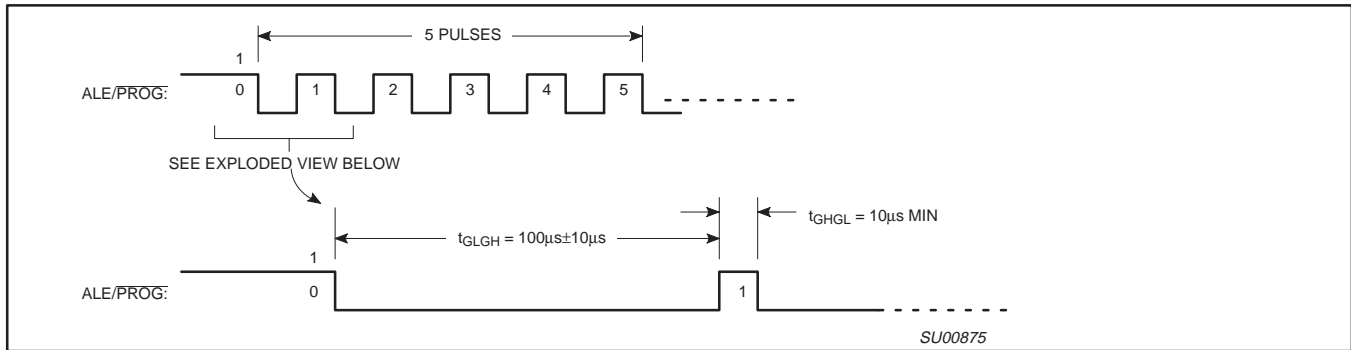 5 PULSES
1
ALE/PROG:
0 1 2 3 4 5
SEE EXPLODED VIEW BELOW
tGHGL = 10µs MIN
tGLGH = 100µs±10µs
1
ALE/PROG:
0 1
SU00875